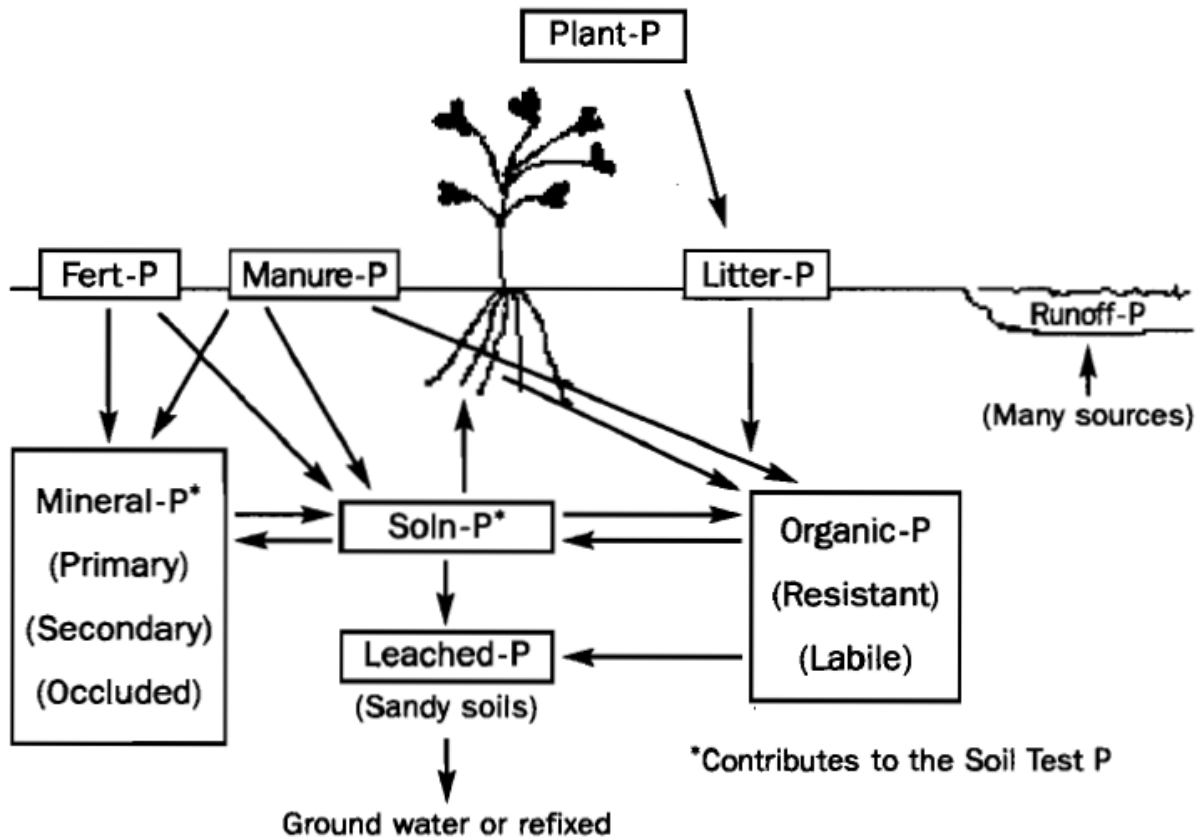 Plant-P
Fert-P
Manure-P
Litter-P
Runoff-P
(Many sources)
Mineral-P*
(Primary)
(Secondary)
(Occluded)
Soln-P*
Organic-P
(Resistant)
(Labile)
Leached-P
(Sandy soils)
*Contributes to the Soil Test P
Ground water or refixed